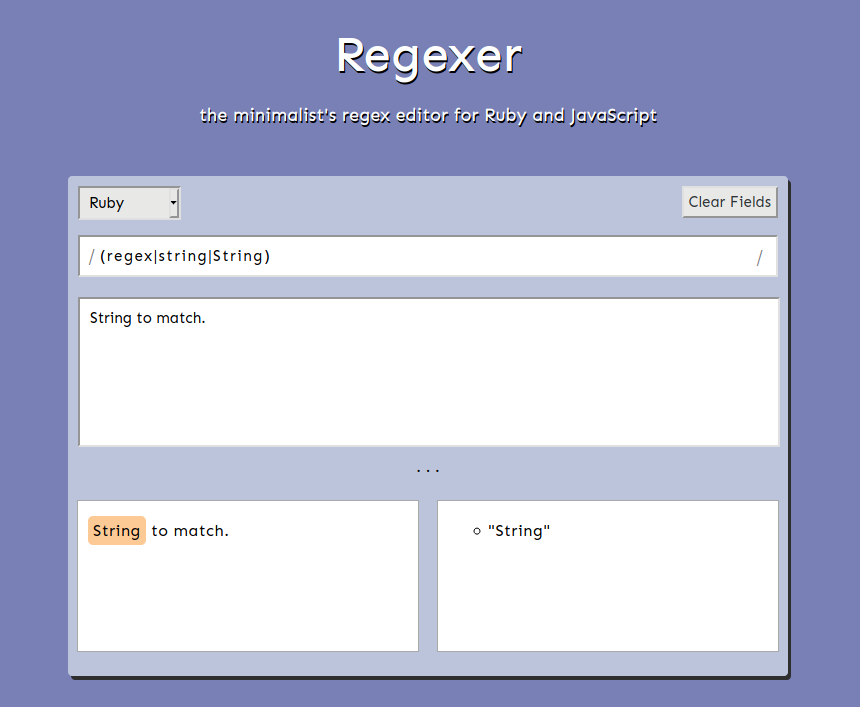 Regexer
the minimalist's regex editor for Ruby and JavaScript
Ruby
Clear Fields
/ (regex|string|String) /
String to match.
...
String to match.
"String"